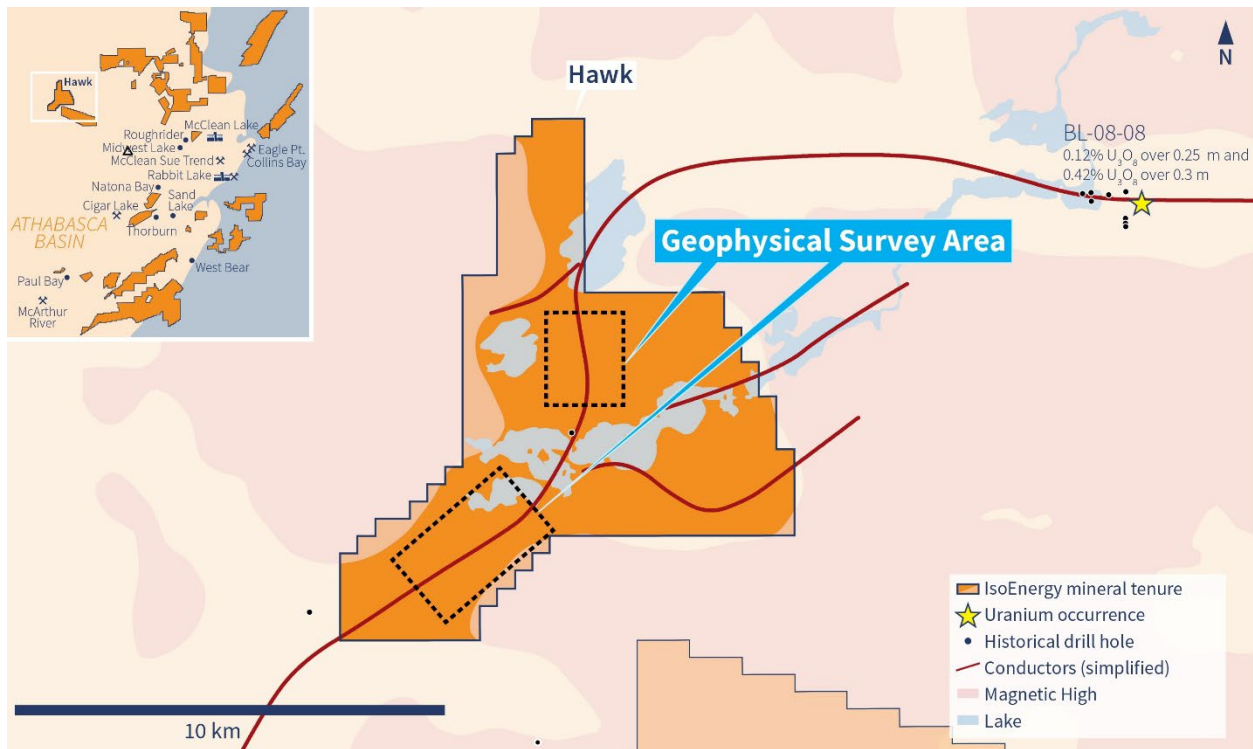 Hawk
McClean Lake
Roughrider
Midwest Lake
McClean Sue Trend
Eagle Pt.
Collins Bay
Rabbit Lake
Natona Bay
Sand
Lake
Cigar Lake
Thorburn
ATHABASCA
BASIN
West Bear
Paul Bay
McArthur
River
Hawk
N
BL-08-08
0.12% U₃O₈ over 0.25 m and
0.42% U₃O₈ over 0.3 m
Geophysical Survey Area
IsoEnergy mineral tenure
Uranium occurrence
Historical drill hole
Conductors (simplified)
Magnetic High
Lake
10 km